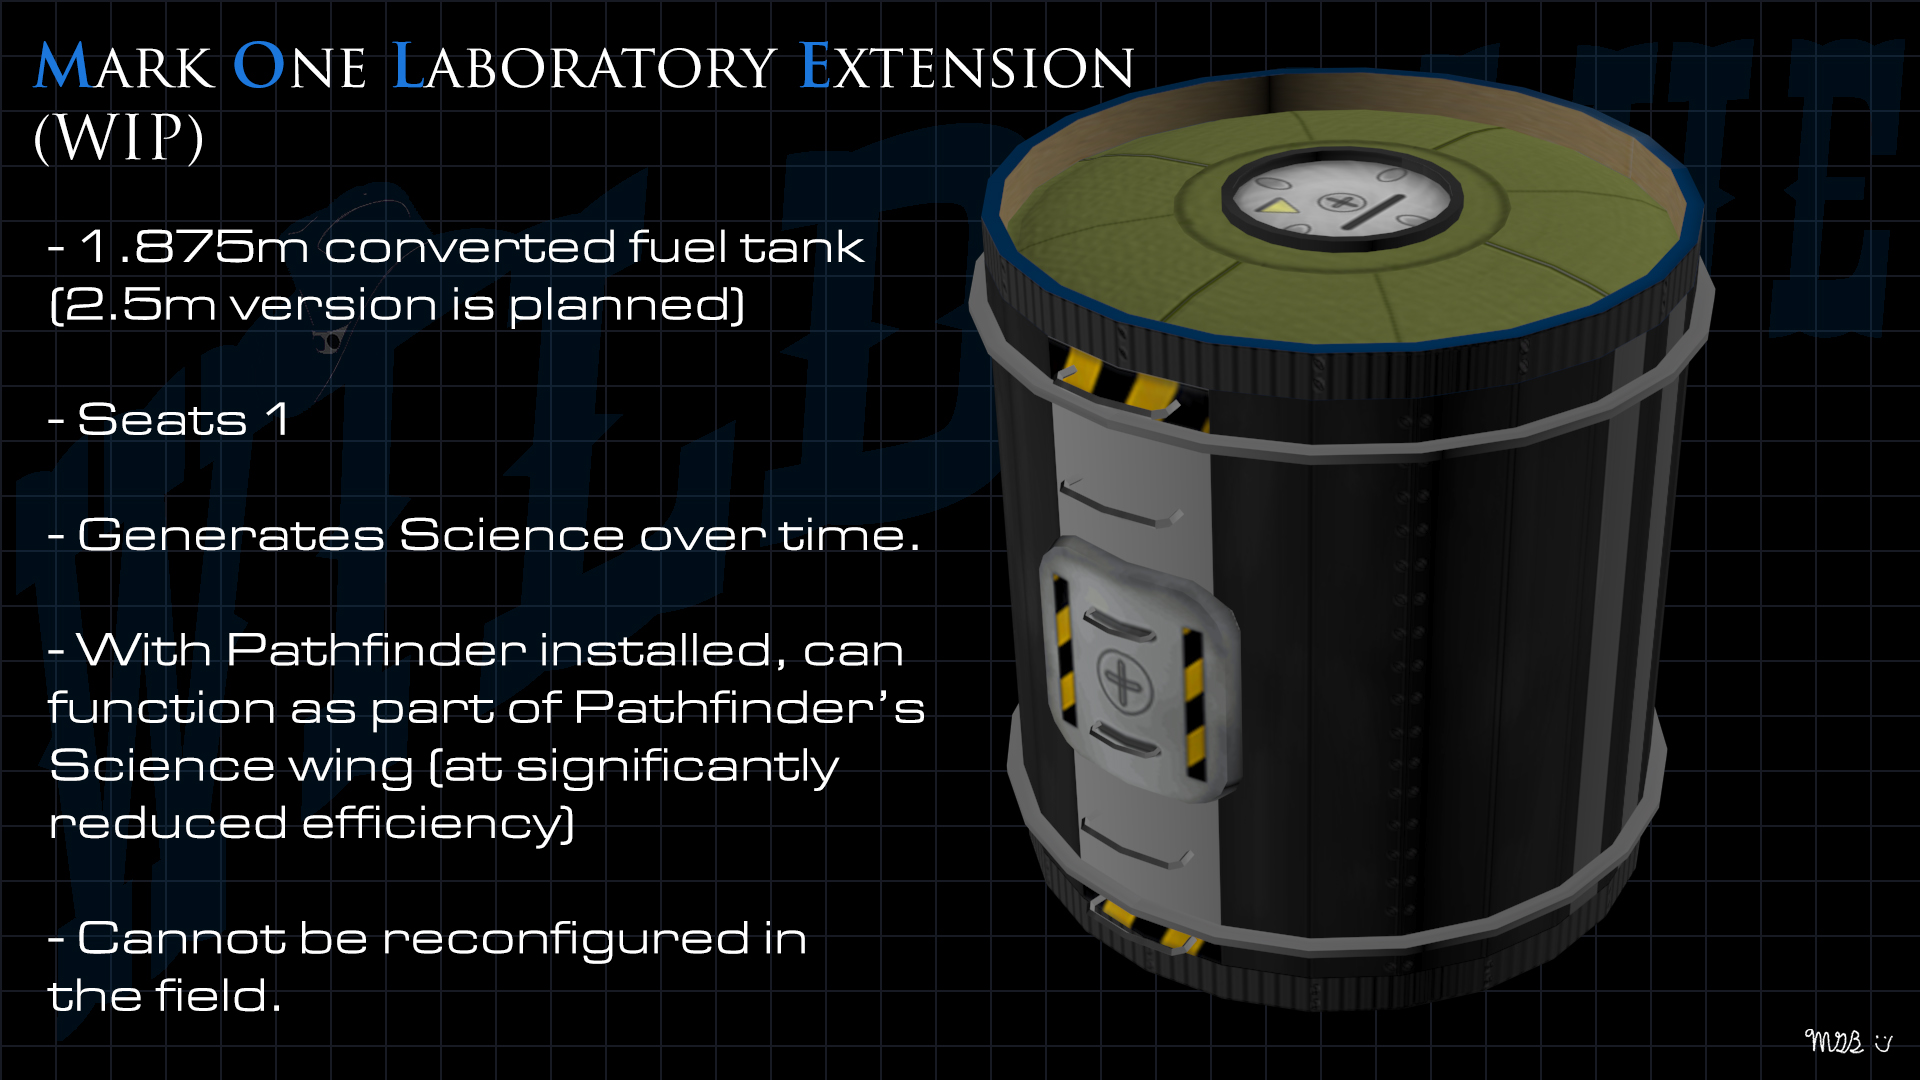 Mark One Laboratory Extension
(WIP)
- 1.875m converted fuel tank
(2.5m version is planned)
- Seats 1
- Generates Science over time.
- With Pathfinder installed, can
function as part of Pathfinder's
Science wing (at significantly
reduced efficiency)
- Cannot be reconfigured in
the field.